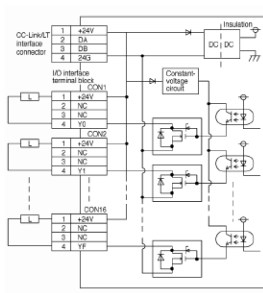 Insulation
CC-Link/LT
interface
connector
1 +24V
2 DA
3 DB
4 24G
DC DC
I/O interface
terminal block
Constant-
voltage
circuit
CON1
L
1 +24V
2 NC
3 NC
4 Y0
CON2
L
1 +24V
2 NC
3 NC
4 Y1
CON16
L
1 +24V
2 NC
3 NC
4 YF